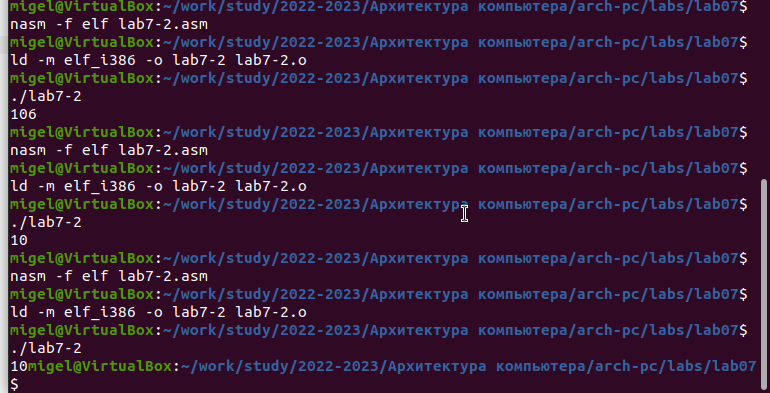 migel@VirtualBox:~/work/study/2022-2023/Архитектура компьютера/arch-pc/labs/lab07$
nasm -f elf lab7-2.asm
migel@VirtualBox:~/work/study/2022-2023/Архитектура компьютера/arch-pc/labs/lab07$
ld -m elf_i386 -o lab7-2 lab7-2.o
migel@VirtualBox:~/work/study/2022-2023/Архитектура компьютера/arch-pc/labs/lab07$
./lab7-2
106
migel@VirtualBox:~/work/study/2022-2023/Архитектура компьютера/arch-pc/labs/lab07$
nasm -f elf lab7-2.asm
migel@VirtualBox:~/work/study/2022-2023/Архитектура компьютера/arch-pc/labs/lab07$
ld -m elf_i386 -o lab7-2 lab7-2.o
migel@VirtualBox:~/work/study/2022-2023/Архитектура компьютера/arch-pc/labs/lab07$
./lab7-2
10
migel@VirtualBox:~/work/study/2022-2023/Архитектура компьютера/arch-pc/labs/lab07$
nasm -f elf lab7-2.asm
migel@VirtualBox:~/work/study/2022-2023/Архитектура компьютера/arch-pc/labs/lab07$
ld -m elf_i386 -o lab7-2 lab7-2.o
migel@VirtualBox:~/work/study/2022-2023/Архитектура компьютера/arch-pc/labs/lab07$
./lab7-2
10migel@VirtualBox:~/work/study/2022-2023/Архитектура компьютера/arch-pc/labs/lab07
$